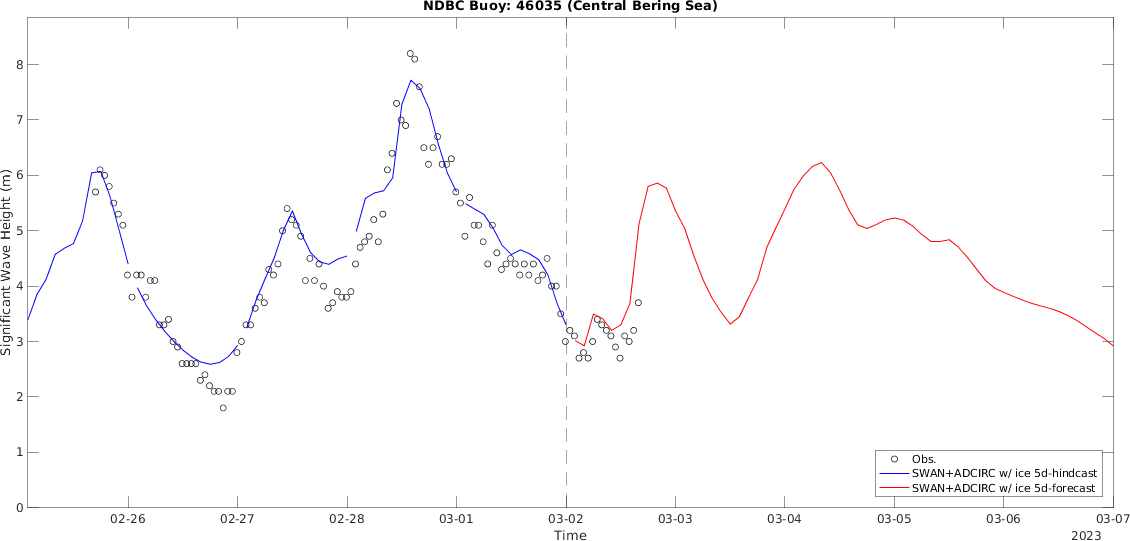 NDBC Buoy: 46035 (Central Bering Sea)
Significant Wave Height (m)
8
7
6
5
4
3
2
1
0
Obs.
SWAN+ADCIRC w/ ice 5d-hindcast
SWAN+ADCIRC w/ ice 5d-forecast
02-26 02-27 02-28 03-01 03-02 03-03 03-04 03-05 03-06 03-07
Time
2023